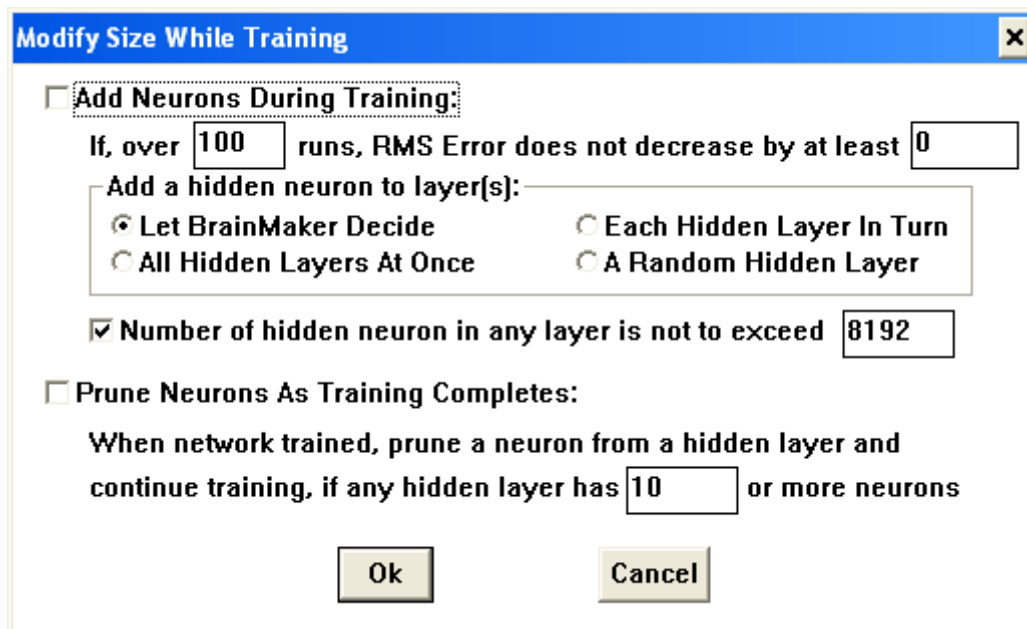 Modify Size While Training
Add Neurons During Training:
If, over 100 runs, RMS Error does not decrease by at least 0
Add a hidden neuron to layer(s):
Let BrainMaker Decide Each Hidden Layer In Turn
All Hidden Layers At Once A Random Hidden Layer
Number of hidden neuron in any layer is not to exceed 8192
Prune Neurons As Training Completes:
When network trained, prune a neuron from a hidden layer and
continue training, if any hidden layer has 10 or more neurons
Ok Cancel